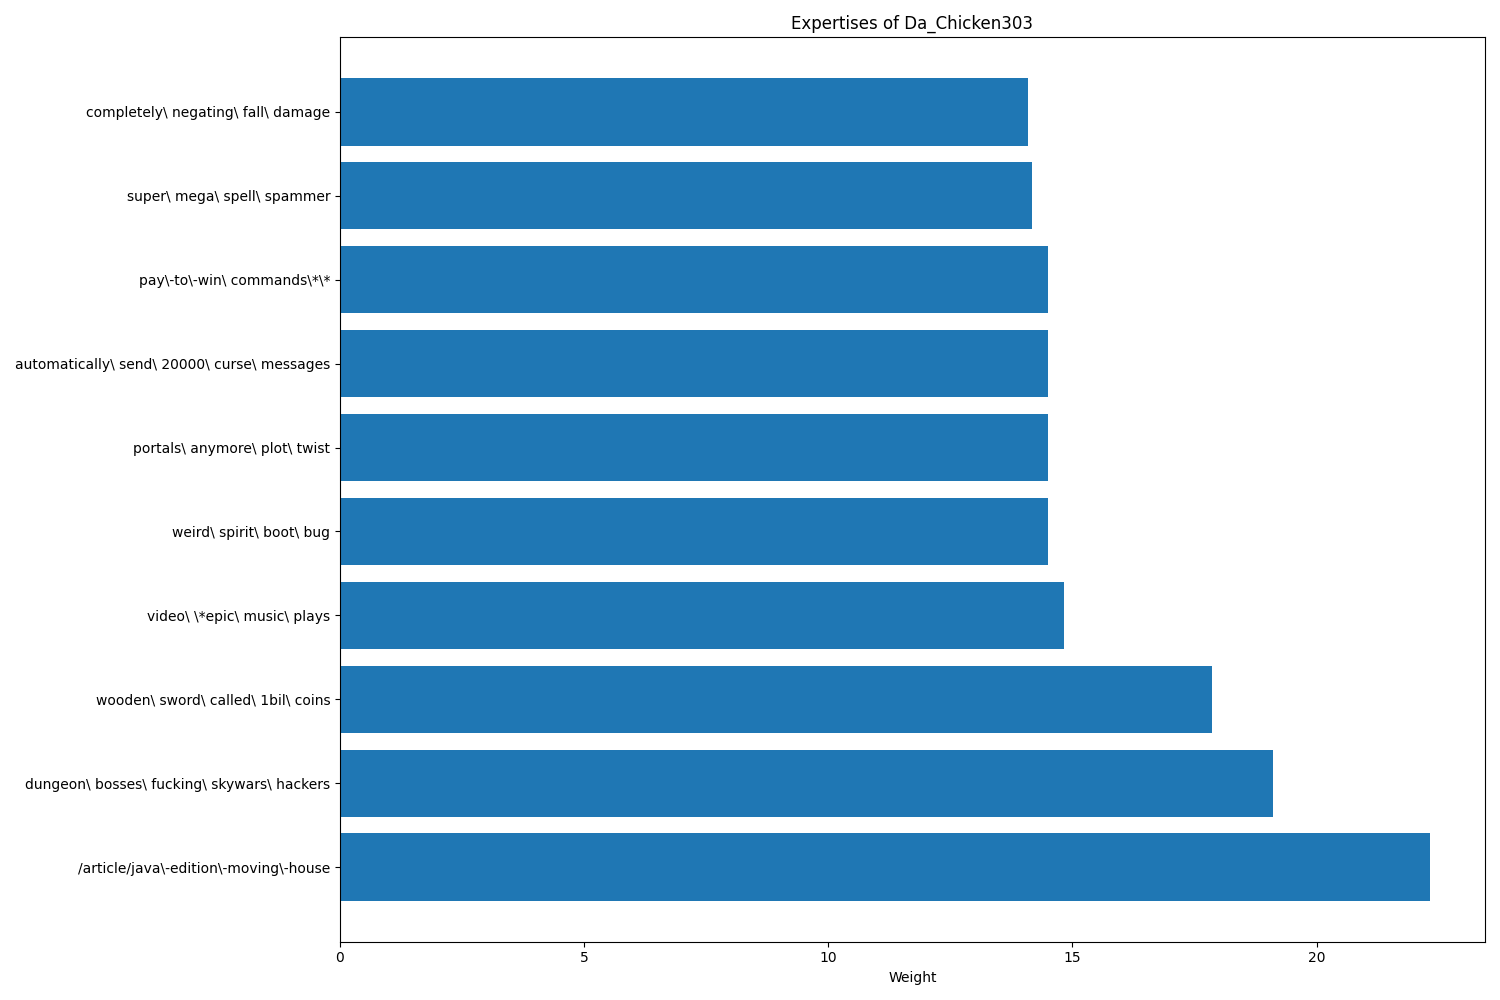 Expertises of Da_Chicken303
completely\ negating\ fall\ damage
super\ mega\ spell\ spammer
pay\-to\-win\ commands\*\*
automatically\ send\ 20000\ curse\ messages
portals\ anymore\ plot\ twist
weird\ spirit\ boot\ bug
video\ \*epic\ music\ plays
wooden\ sword\ called\ 1bil\ coins
dungeon\ bosses\ fucking\ skywars\ hackers
/article/java\-edition\-moving\-house
0 5 10 15 20
Weight